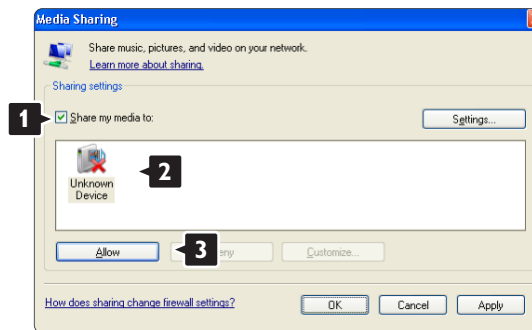 Media Sharing
Share music, pictures, and video on your network.
Learn more about sharing.
Sharing settings
1
Share my media to:
Settings...
2
Unknown
Device
Allow
3
Customize...
How does sharing change firewall settings?
OK
Cancel
Apply